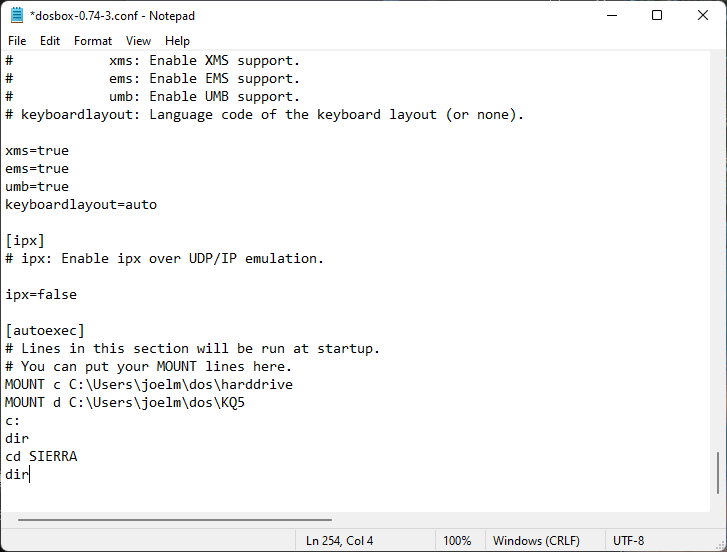 *dosbox-0.74-3.conf - Notepad
File Edit Format View Help
#            xms: Enable XMS support.
#            ems: Enable EMS support.
#            umb: Enable UMB support.
# keyboardlayout: Language code of the keyboard layout (or none).

xms=true
ems=true
umb=true
keyboardlayout=auto

[ipx]
# ipx: Enable ipx over UDP/IP emulation.

ipx=false

[autoexec]
# Lines in this section will be run at startup.
# You can put your MOUNT lines here.
MOUNT c C:\Users\joelm\dos\harddrive
MOUNT d C:\Users\joelm\dos\KQ5
c:
dir
cd SIERRA
dir
Ln 254, Col 4 100% Windows (CRLF) UTF-8